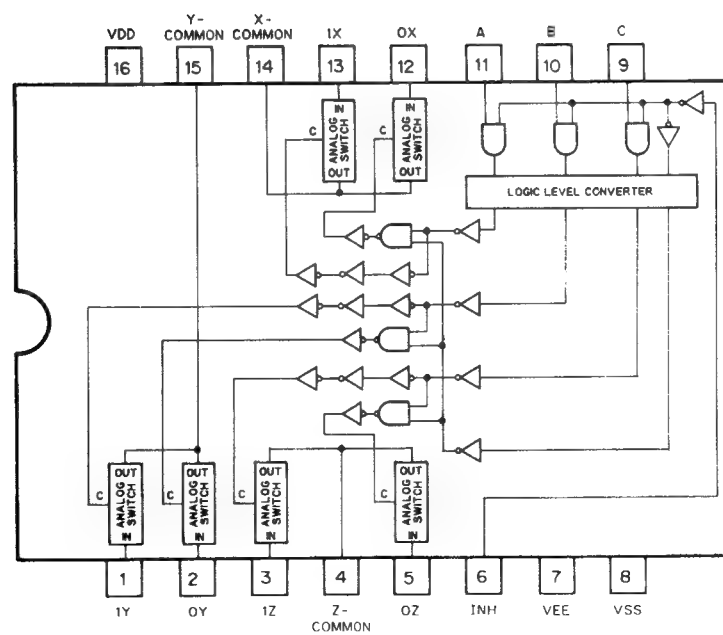 VDD
Y-
COMMON
X-
COMMON
1X
0X
A
B
C
16
15
14
13
12
11
10
9
IN
ANALOG
SWITCH
OUT
C
IN
ANALOG
SWITCH
OUT
C
LOGIC LEVEL CONVERTER
OUT
ANALOG
SWITCH
IN
C
OUT
ANALOG
SWITCH
IN
C
OUT
ANALOG
SWITCH
IN
C
OUT
ANALOG
SWITCH
IN
C
1
2
3
4
5
6
7
8
1Y
0Y
1Z
Z-
COMMON
0Z
INH
VEE
VSS